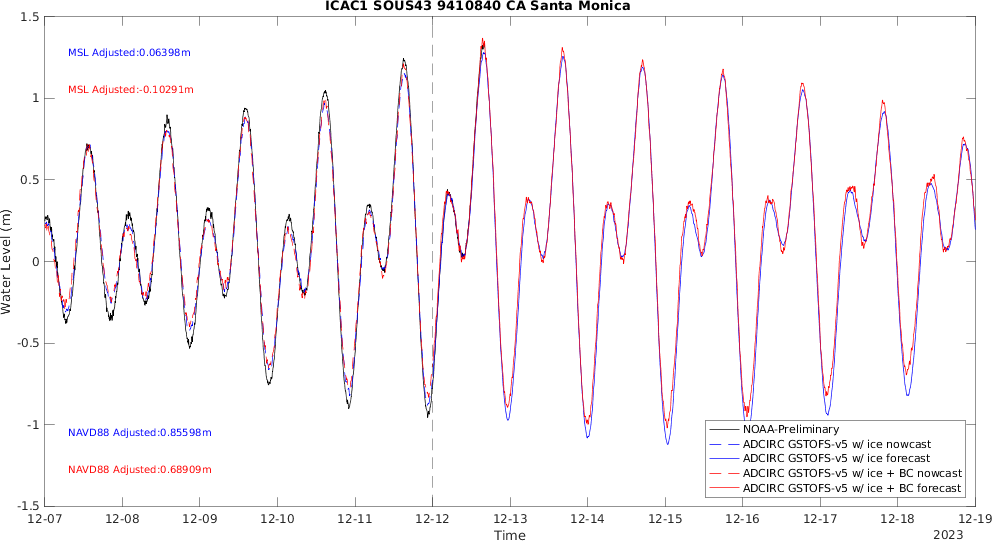 ICAC1 SOUS43 9410840 CA Santa Monica
1.5
MSL Adjusted:0.06398m
MSL Adjusted:-0.10291m
1
0.5
0
-0.5
-1
-1.5
Water Level (m)
NAVD88 Adjusted:0.85598m
NAVD88 Adjusted:0.68909m
NOAA-Preliminary
ADCIRC GSTOFS-v5 w/ ice nowcast
ADCIRC GSTOFS-v5 w/ ice forecast
ADCIRC GSTOFS-v5 w/ ice + BC nowcast
ADCIRC GSTOFS-v5 w/ ice + BC forecast
12-07 12-08 12-09 12-10 12-11 12-12 12-13 12-14 12-15 12-16 12-17 12-18 12-19
Time
2023